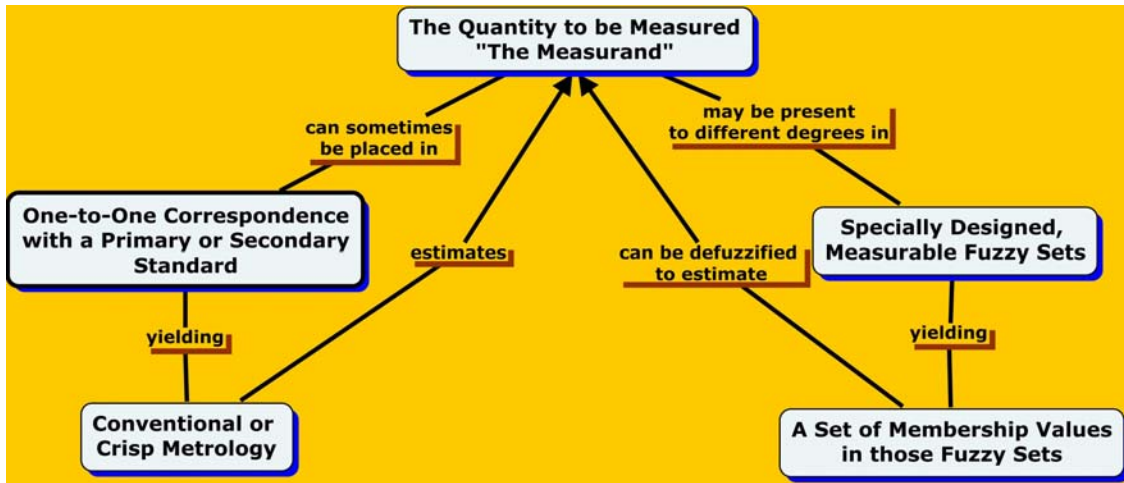 The Quantity to be Measured
"The Measurand"
can sometimes
be placed in
may be present
to different degrees in
One-to-One Correspondence
with a Primary or Secondary
Standard
Specially Designed,
Measurable Fuzzy Sets
estimates
can be defuzzified
to estimate
yielding
yielding
Conventional or
Crisp Metrology
A Set of Membership Values
in those Fuzzy Sets